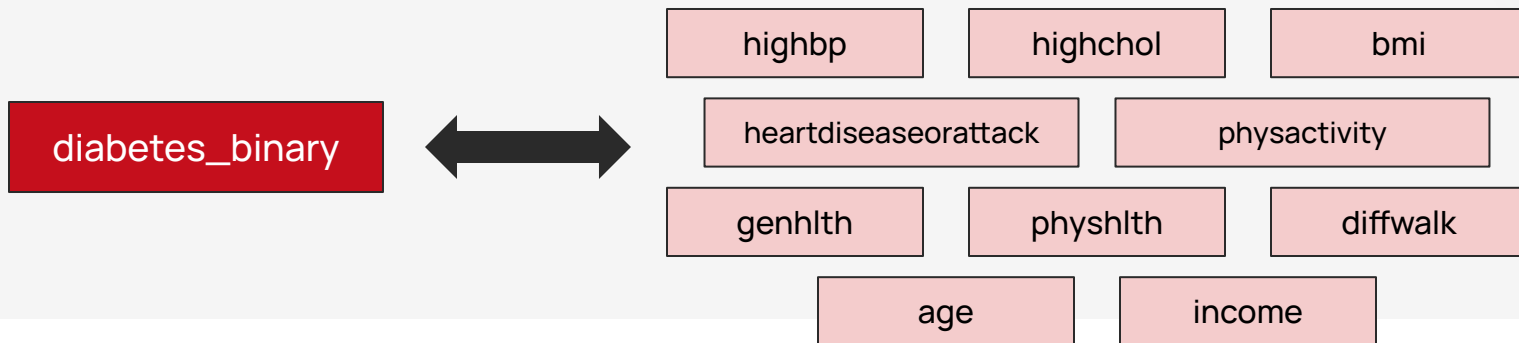 diabetes_binary
highbp highchol bmi
heartdiseaseorattack physactivity
genhlth physhlth diffwalk
age income